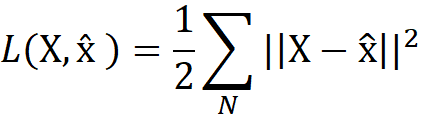 L(X, x̂ ) = 1/2 ∑_N ||X − x̂||²